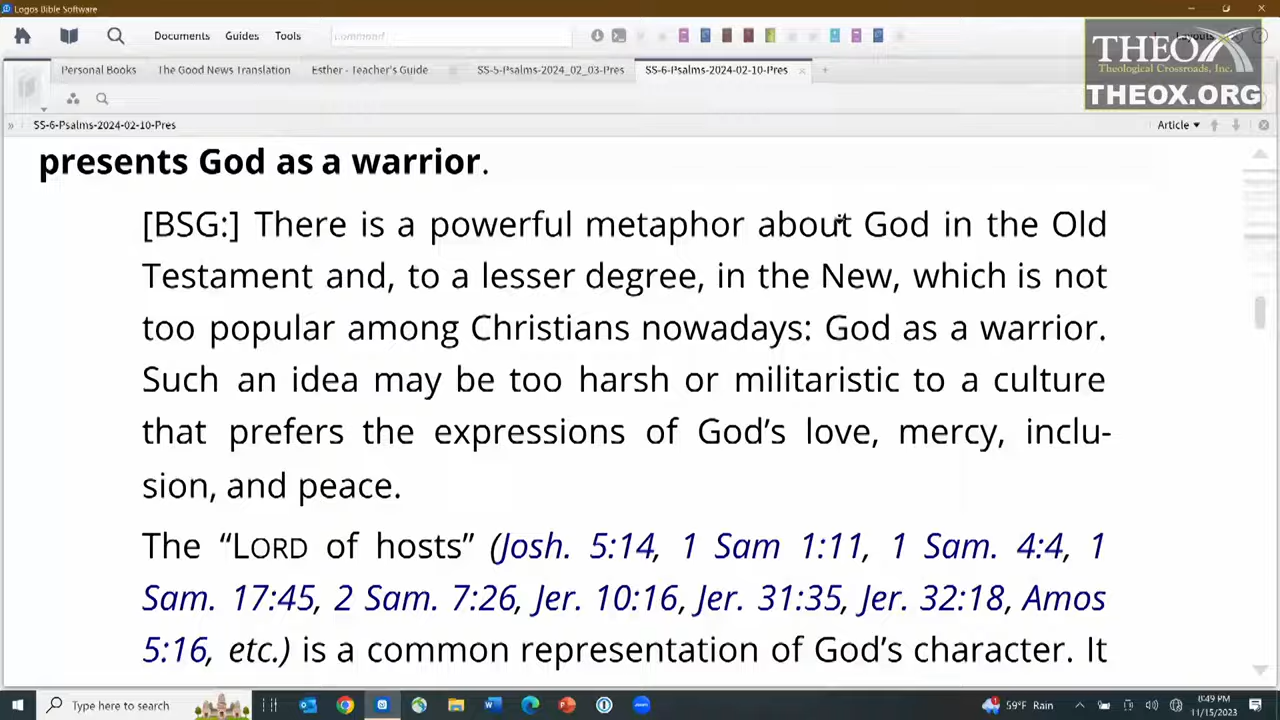 Logos Bible Software
Documents Guides Tools
command
THEOX
Theological Crossroads, Inc.
THEOX.ORG
Personal Books The Good News Translation Esther - Teacher's SS-5-Psalms-2024_02_03-Pres SS-6-Psalms-2024-02-10-Pres
SS-6-Psalms-2024-02-10-Pres
Article
presents God as a warrior.
[BSG:] There is a powerful metaphor about God in the Old
Testament and, to a lesser degree, in the New, which is not
too popular among Christians nowadays: God as a warrior.
Such an idea may be too harsh or militaristic to a culture
that prefers the expressions of God's love, mercy, inclu-
sion, and peace.
The “LORD of hosts” (Josh. 5:14, 1 Sam 1:11, 1 Sam. 4:4, 1
Sam. 17:45, 2 Sam. 7:26, Jer. 10:16, Jer. 31:35, Jer. 32:18, Amos
5:16, etc.) is a common representation of God's character. It
Type here to search
59°F Rain
8:49 PM
11/15/2023